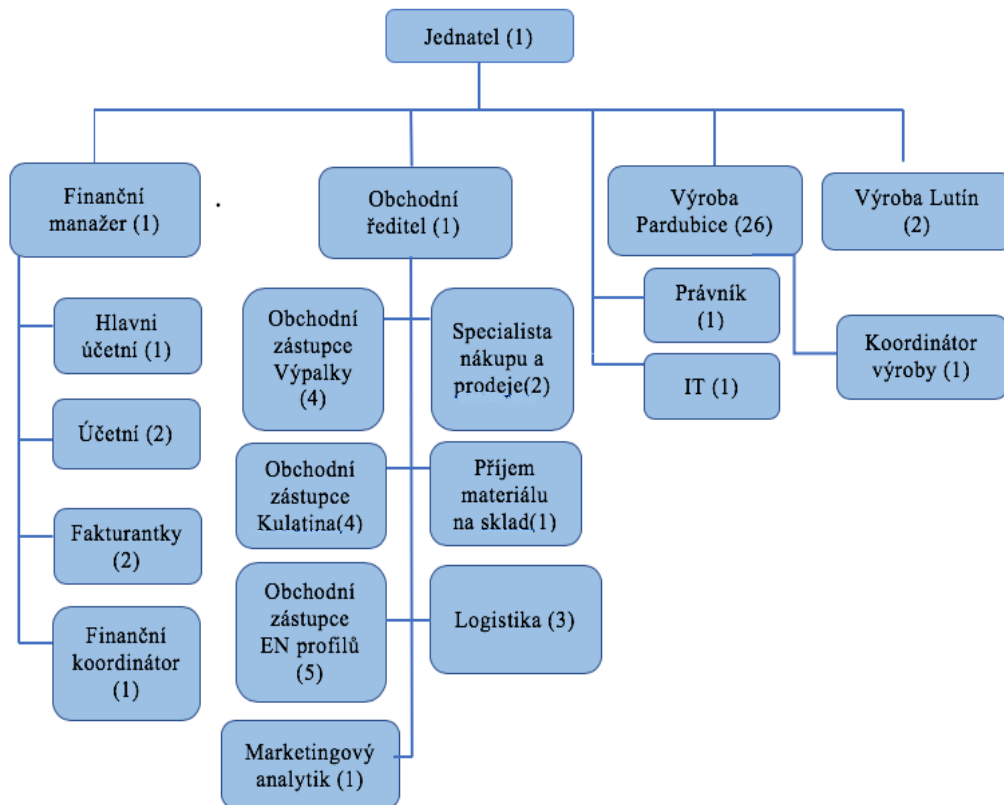 Jednatel (1)
Finanční
manažer (1)
Obchodní
ředitel (1)
Výroba
Pardubice (26)
Výroba Lutín
(2)
Hlavni
účetní (1)
Účetní (2)
Fakturantky
(2)
Finanční
koordinátor
(1)
Obchodní
zástupce
Výpalky
(4)
Specialista
nákupu a
prodeje(2)
Obchodní
zástupce
Kulatina(4)
Příjem
materiálu
na sklad(1)
Obchodní
zástupce
EN profilů
(5)
Logistika (3)
Marketingový
analytik (1)
Právník
(1)
IT (1)
Koordinátor
výroby (1)